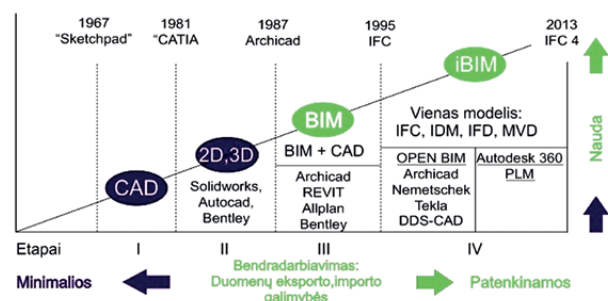 1967 1981 1987 1995 2013
“Sketchpad” “CATIA Archicad IFC IFC 4
iBIM
BIM
2D,3D
CAD
Vienas modelis:
IFC, IDM, IFD, MVD
BIM + CAD
OPEN BIM
Archicad
Nemetschek
Tekla
DDS-CAD
Autodesk 360
PLM
Solidworks,
Autocad,
Bentley
Archicad
REVIT
Allplan
Bentley
Nauda
Etapai I II III IV
Minimalios
Bendradarbiavimas:
Duomenų eksporto,importo
galimybės
Patenkinamos